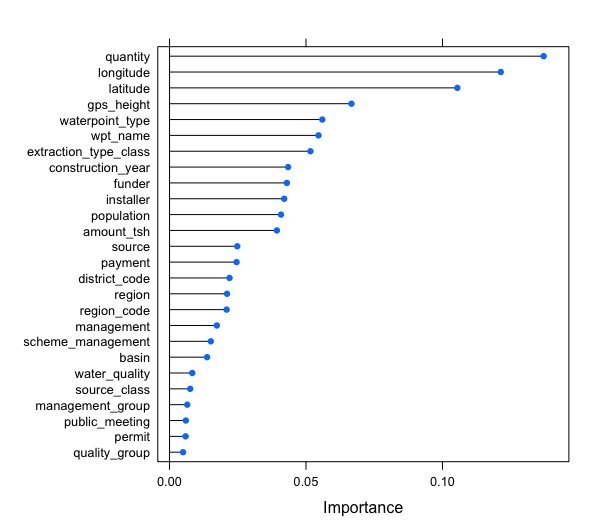 quantity
longitude
latitude
gps_height
waterpoint_type
wpt_name
extraction_type_class
construction_year
funder
installer
population
amount_tsh
source
payment
district_code
region
region_code
management
scheme_management
basin
water_quality
source_class
management_group
public_meeting
permit
quality_group
0.00 0.05 0.10
Importance